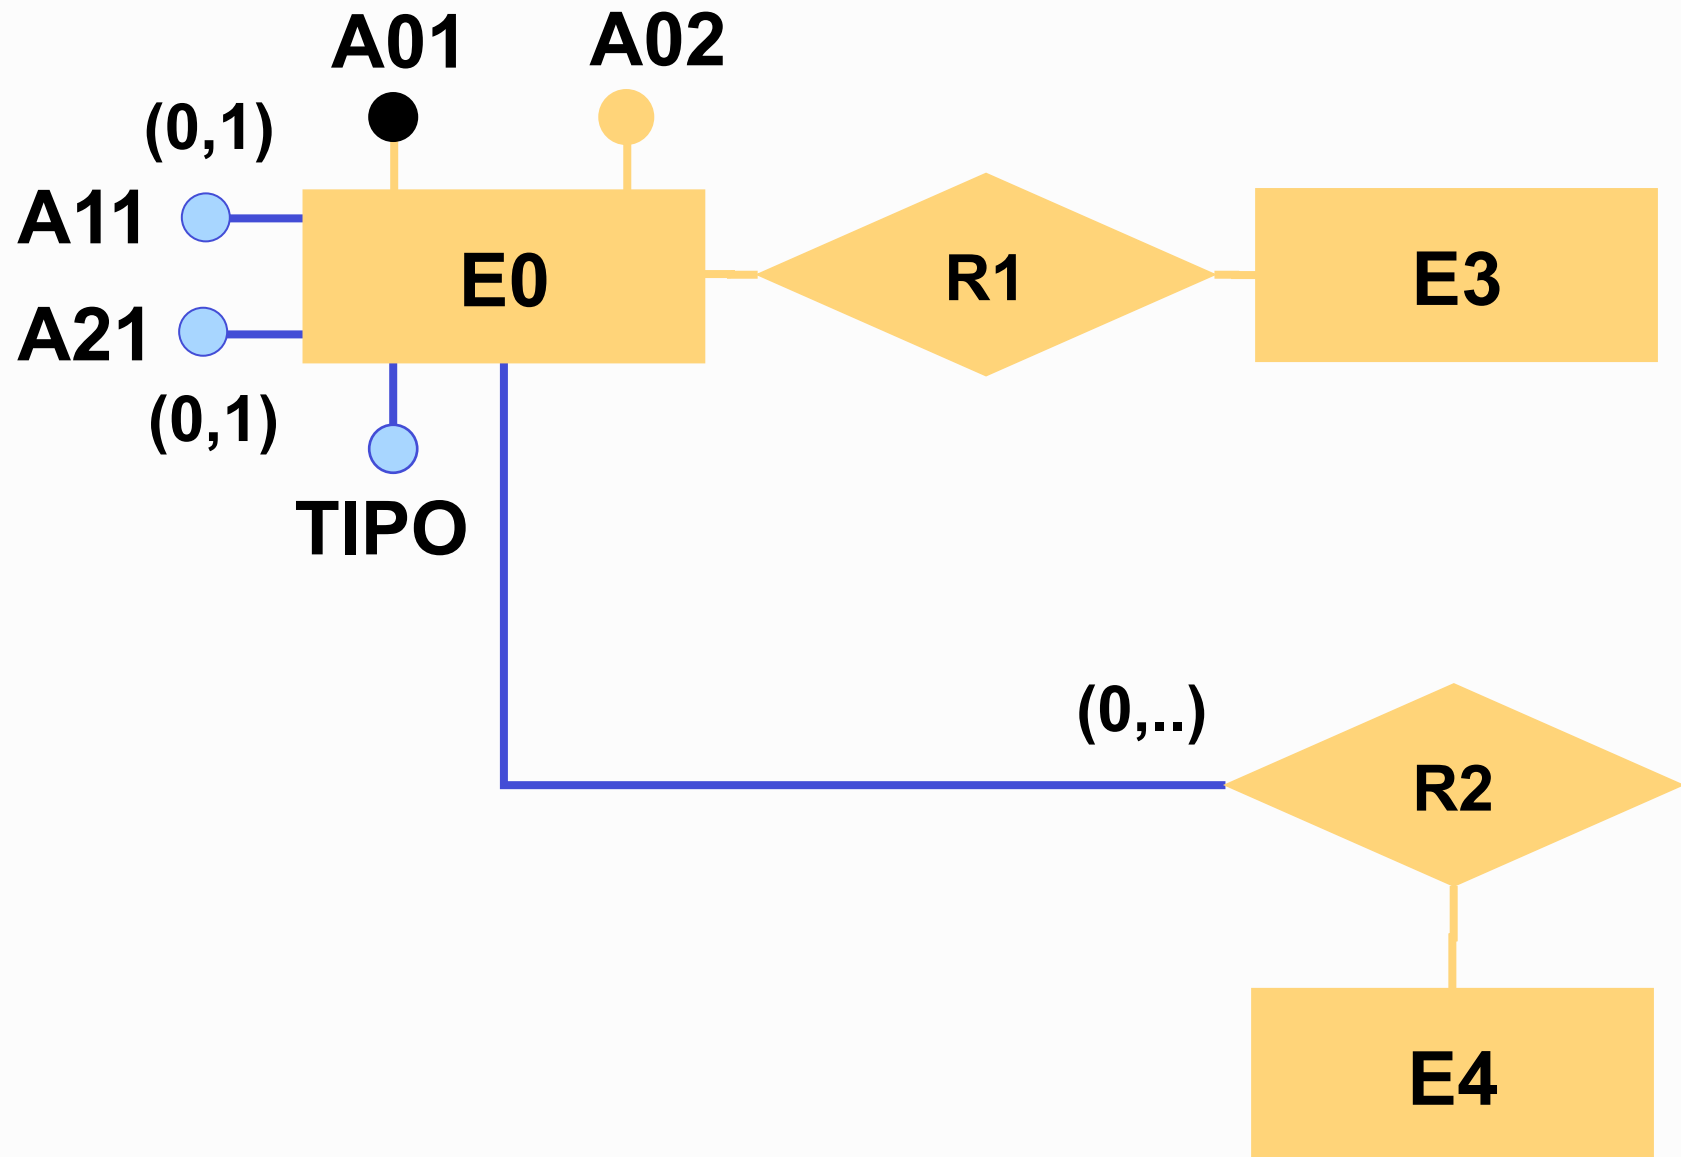 A01
A02
(0,1)
A11
E0
R1
E3
A21
(0,1)
TIPO
(0,..)
R2
E4